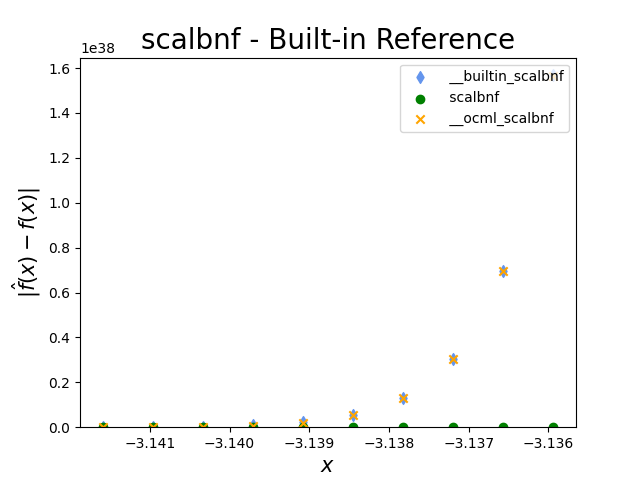 scalbnf - Built-in Reference
1e38
1.6
1.4
1.2
1.0
0.8
0.6
0.4
0.2
0.0
|f̂(x) − f(x)|
__builtin_scalbnf
scalbnf
__ocml_scalbnf
−3.141 −3.140 −3.139 −3.138 −3.137 −3.136
x